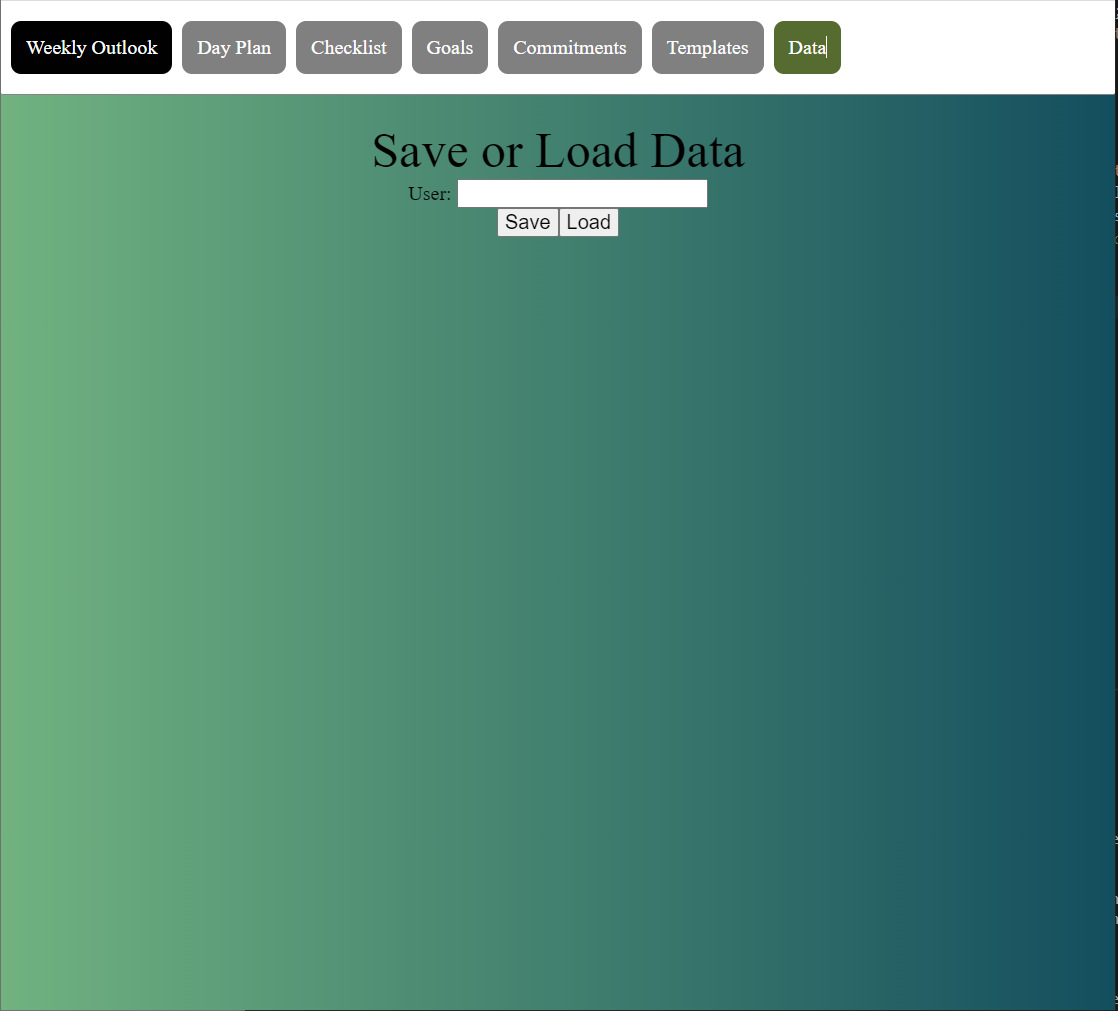 Weekly Outlook Day Plan Checklist Goals Commitments Templates Data
Save or Load Data
User:
Save Load